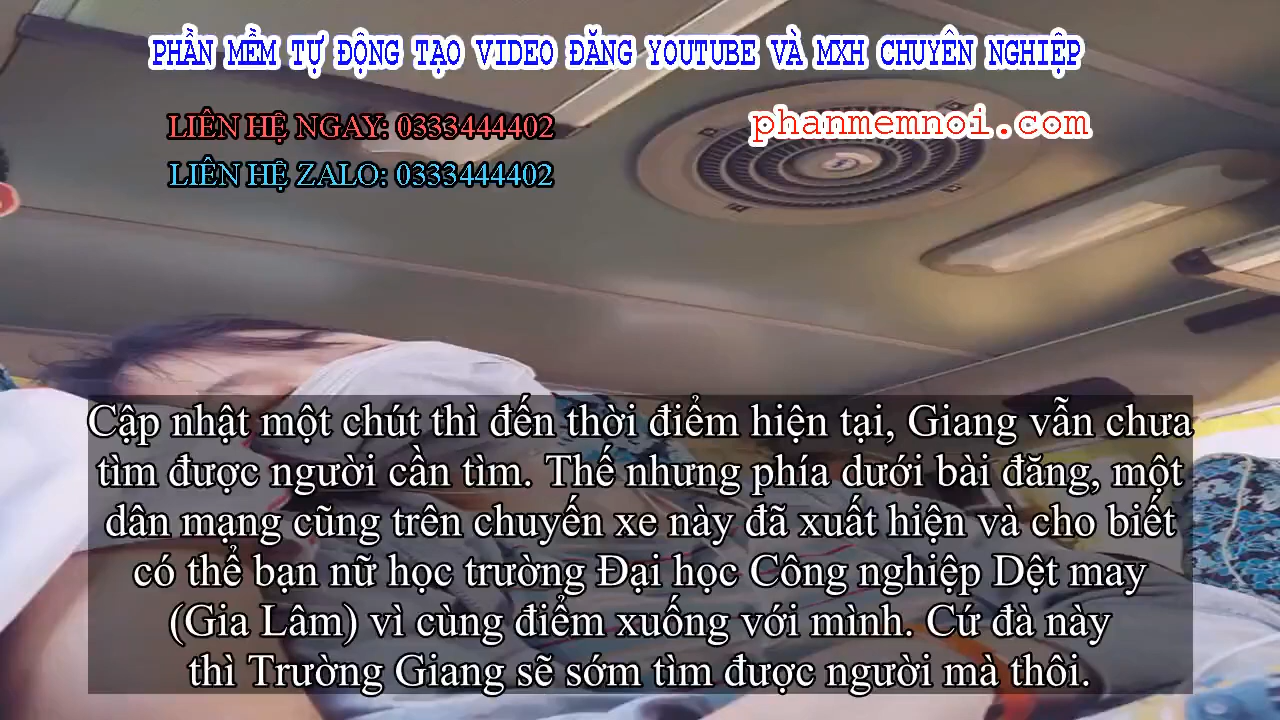 PHẦN MỀM TỰ ĐỘNG TẠO VIDEO ĐĂNG YOUTUBE VÀ MXH CHUYÊN NGHIỆP
LIÊN HỆ NGAY: 0333444402
phanmemnoi.com
LIÊN HỆ ZALO: 0333444402
Cập nhật một chút thì đến thời điểm hiện tại, Giang vẫn chưa
tìm được người cần tìm. Thế nhưng phía dưới bài đăng, một
dân mạng cũng trên chuyến xe này đã xuất hiện và cho biết
có thể bạn nữ học trường Đại học Công nghiệp Dệt may
(Gia Lâm) vì cùng điểm xuống với mình. Cứ đà này
thì Trường Giang sẽ sớm tìm được người mà thôi.